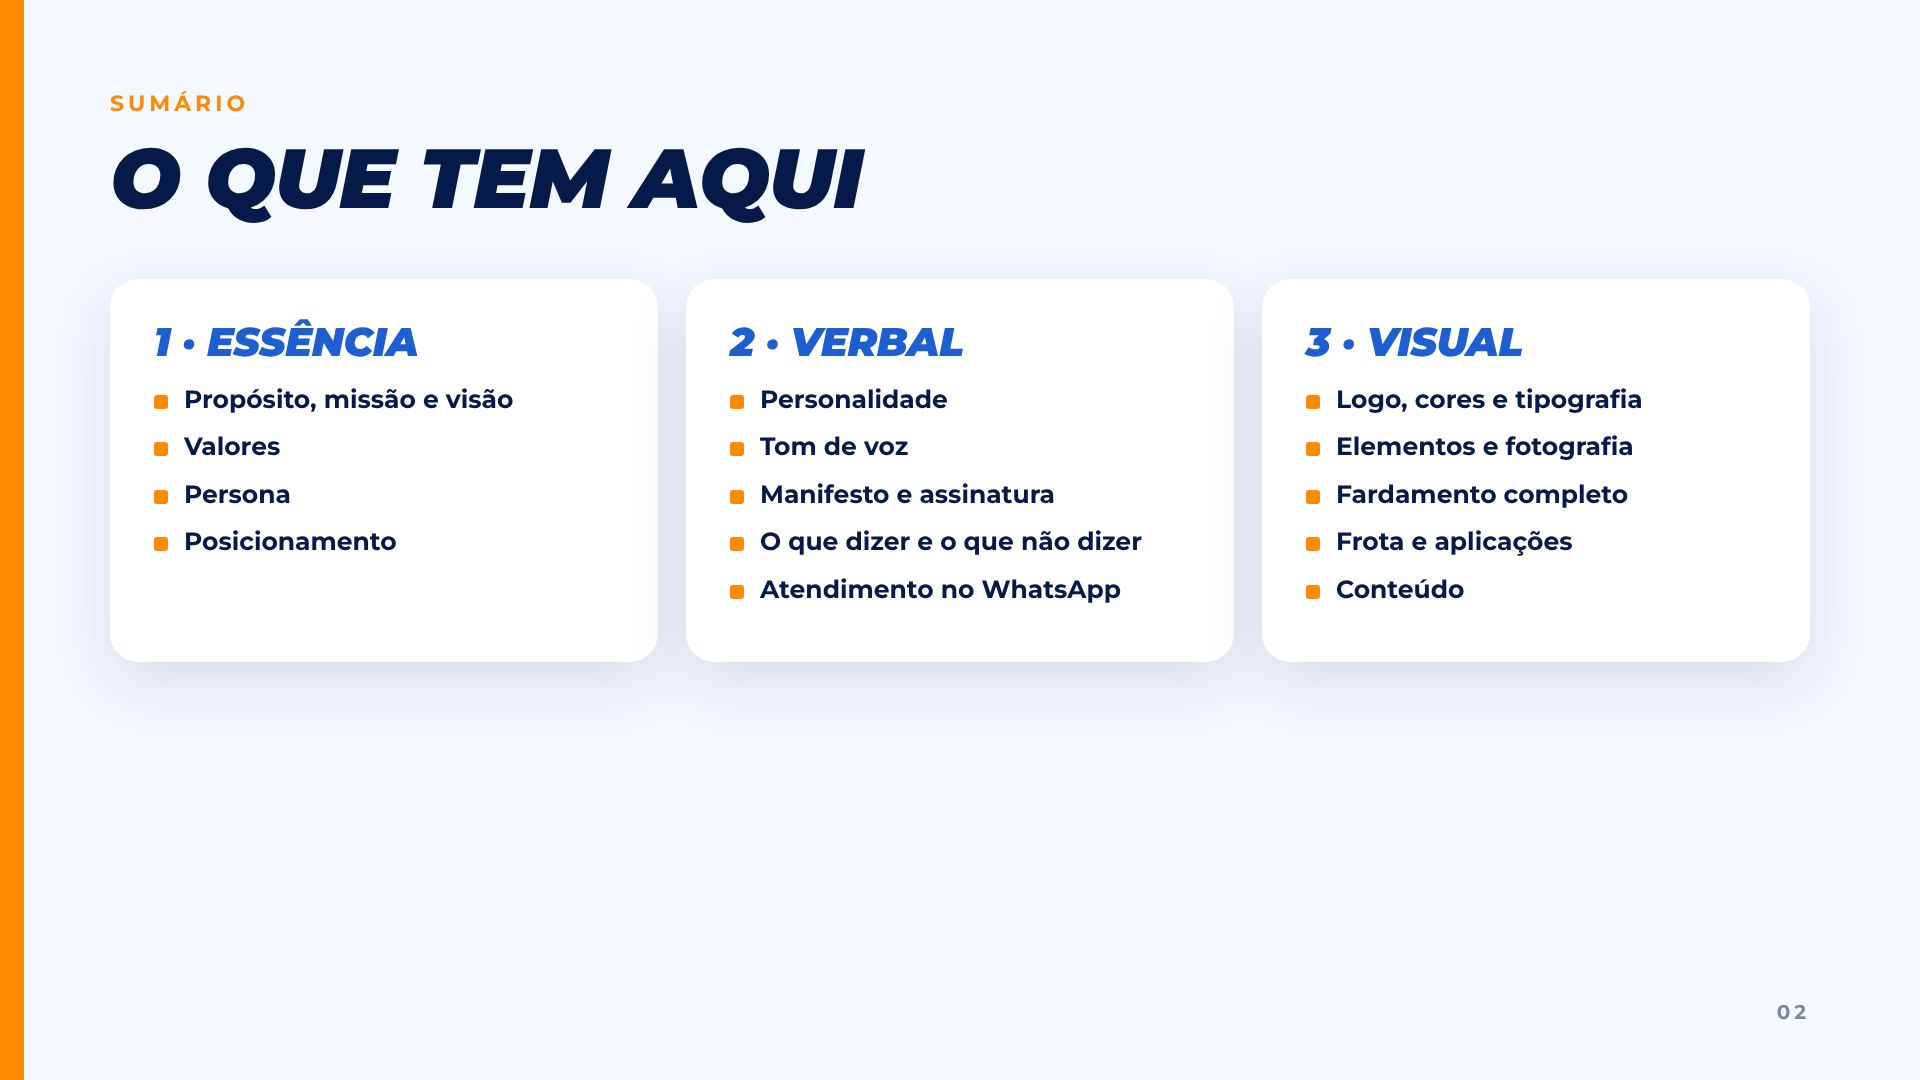 SUMÁRIO
O QUE TEM AQUI
1 • ESSÊNCIA
Propósito, missão e visão
Valores
Persona
Posicionamento
2 • VERBAL
Personalidade
Tom de voz
Manifesto e assinatura
O que dizer e o que não dizer
Atendimento no WhatsApp
3 • VISUAL
Logo, cores e tipografia
Elementos e fotografia
Fardamento completo
Frota e aplicações
Conteúdo
02